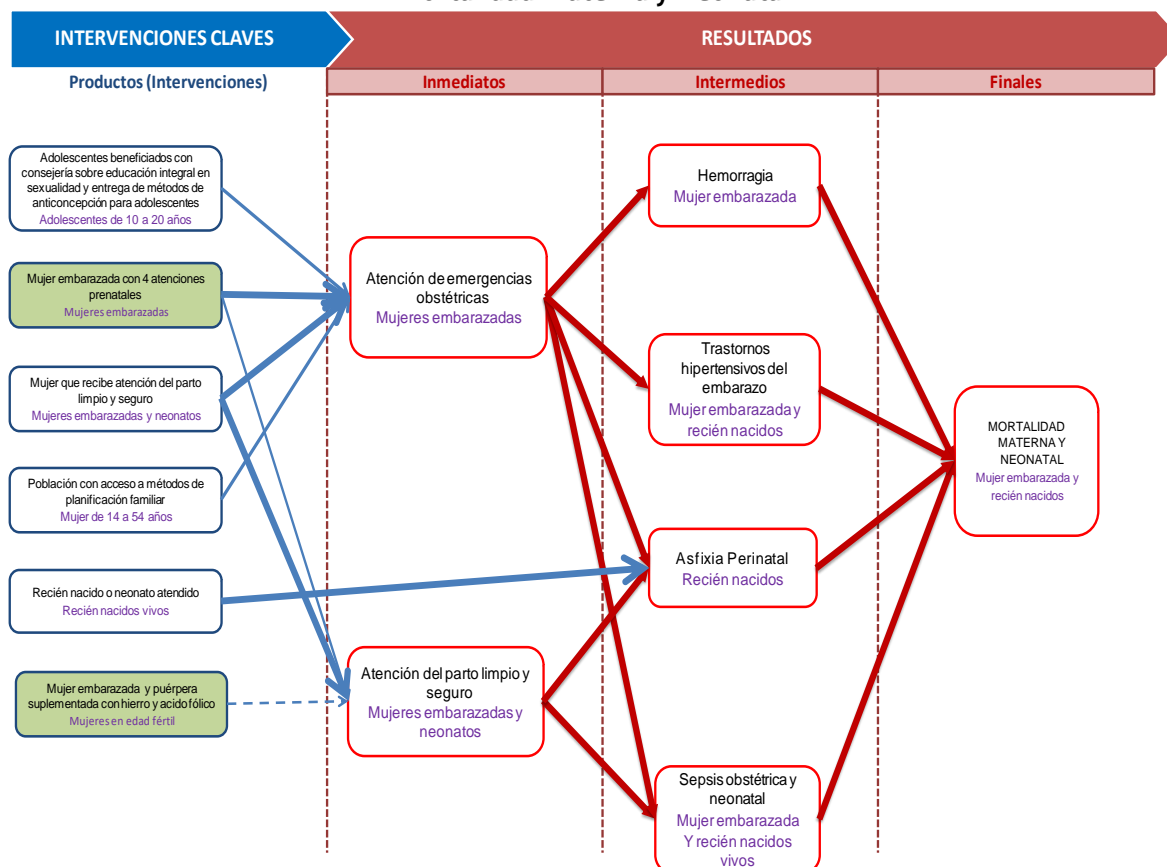 INTERVENCIONES CLAVES
RESULTADOS
Productos (Intervenciones)
Inmediatos
Intermedios
Finales
Adolescentes beneficiados con
consejería sobre educación integral en
sexualidad y entrega de métodos de
anticoncepción para adolescentes
Adolescentes de 10 a 20 años
Mujer embarazada con 4 atenciones
prenatales
Mujeres embarazadas
Mujer que recibe atención del parto
limpio y seguro
Mujeres embarazadas y neonatos
Población con acceso a métodos de
planificación familiar
Mujer de 14 a 54 años
Recién nacido o neonato atendido
Recién nacidos vivos
Mujer embarazada y puérpera
suplementada con hierro y acido fólico
Mujeres en edad fértil
Atención de emergencias
obstétricas
Mujeres embarazadas
Atención del parto limpio y
seguro
Mujeres embarazadas y
neonatos
Hemorragia
Mujer embarazada
Trastornos
hipertensivos del
embarazo
Mujer embarazada y
recién nacidos
Asfixia Perinatal
Recién nacidos
Sepsis obstétrica y
neonatal
Mujer embarazada
Y recién nacidos
vivos
MORTALIDAD
MATERNA Y
NEONATAL
Mujer embarazada y
recién nacidos